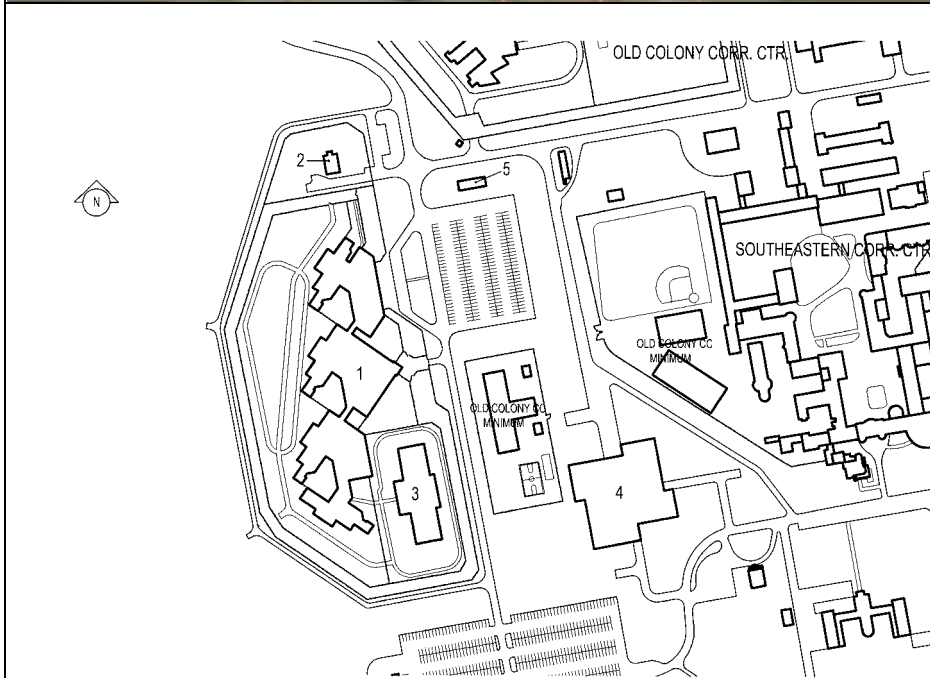 OLD COLONY CORR. CTR.
2
5
N
SOUTHEASTERN CORR. CTR
OLD COLONY CC
MINIMUM
1
OLD COLONY CC
MINIMUM
3
4